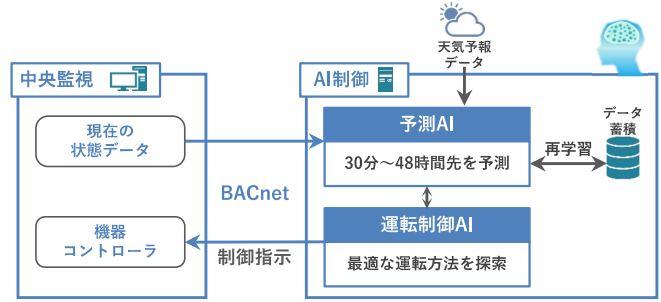 天気予報
データ
中央監視
AI制御
現在の
状態データ
予測AI
30分～48時間先を予測
データ
蓄積
再学習
BACnet
機器
コントローラ
制御指示
運転制御AI
最適な運転方法を探索